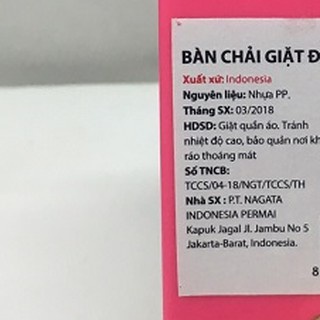 BÀN CHẢI GIẶT
Xuất xứ: Indonesia
Nguyên liệu: Nhựa PP.
Tháng SX: 03/2018
HDSD: Giặt quần áo. Tránh
nhiệt độ cao, bảo quản nơi
ráo thoáng mát
Số TNCB:
TCCS/04-18/NGT/TCCS/TH
Nhà SX : P.T. NAGATA
INDONESIA PERMAI
Kapuk Jagal Jl. Jambu No 5
Jakarta-Barat, Indonesia.
8